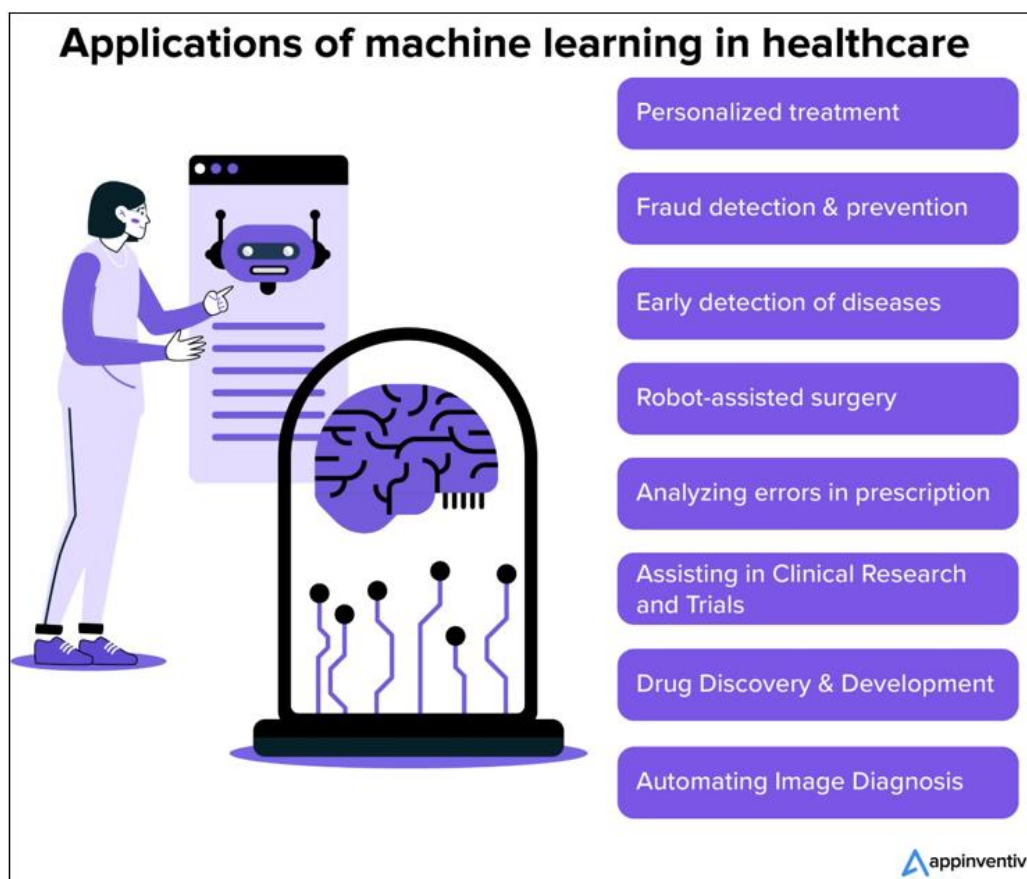 Applications of machine learning in healthcare
Personalized treatment
Fraud detection & prevention
Early detection of diseases
Robot-assisted surgery
Analyzing errors in prescription
Assisting in Clinical Research
and Trials
Drug Discovery & Development
Automating Image Diagnosis
appinventiv